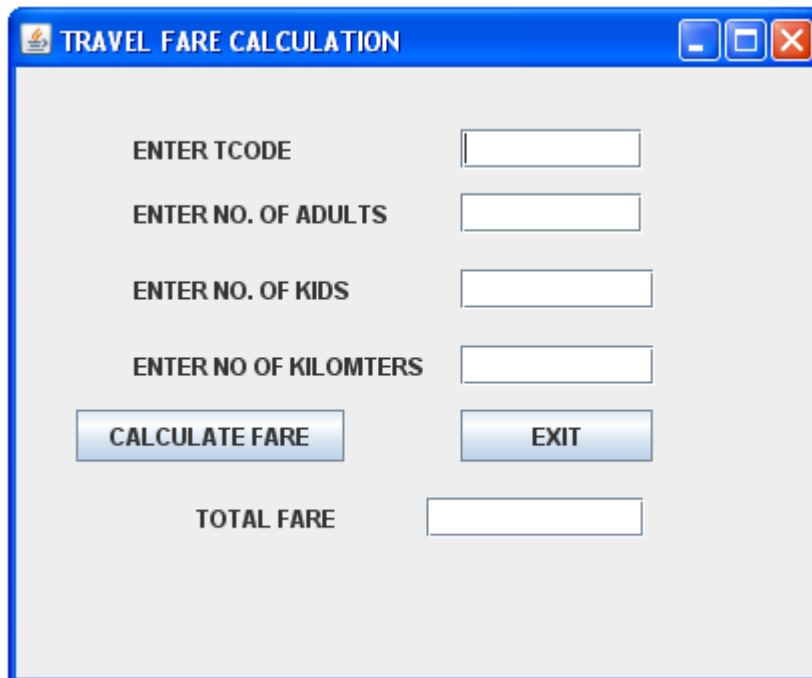 TRAVEL FARE CALCULATION
ENTER TCODE
ENTER NO. OF ADULTS
ENTER NO. OF KIDS
ENTER NO OF KILOMTERS
CALCULATE FARE EXIT
TOTAL FARE